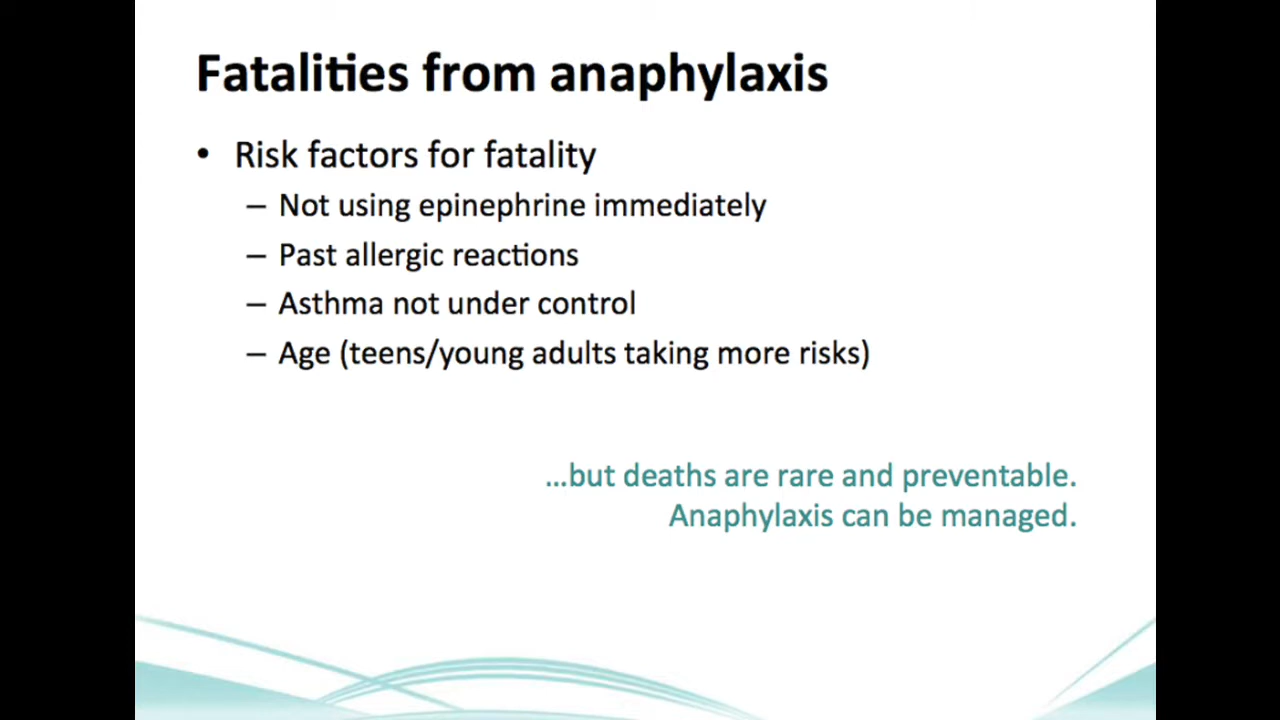 Fatalities from anaphylaxis
• Risk factors for fatality
– Not using epinephrine immediately
– Past allergic reactions
– Asthma not under control
– Age (teens/young adults taking more risks)
...but deaths are rare and preventable.
Anaphylaxis can be managed.